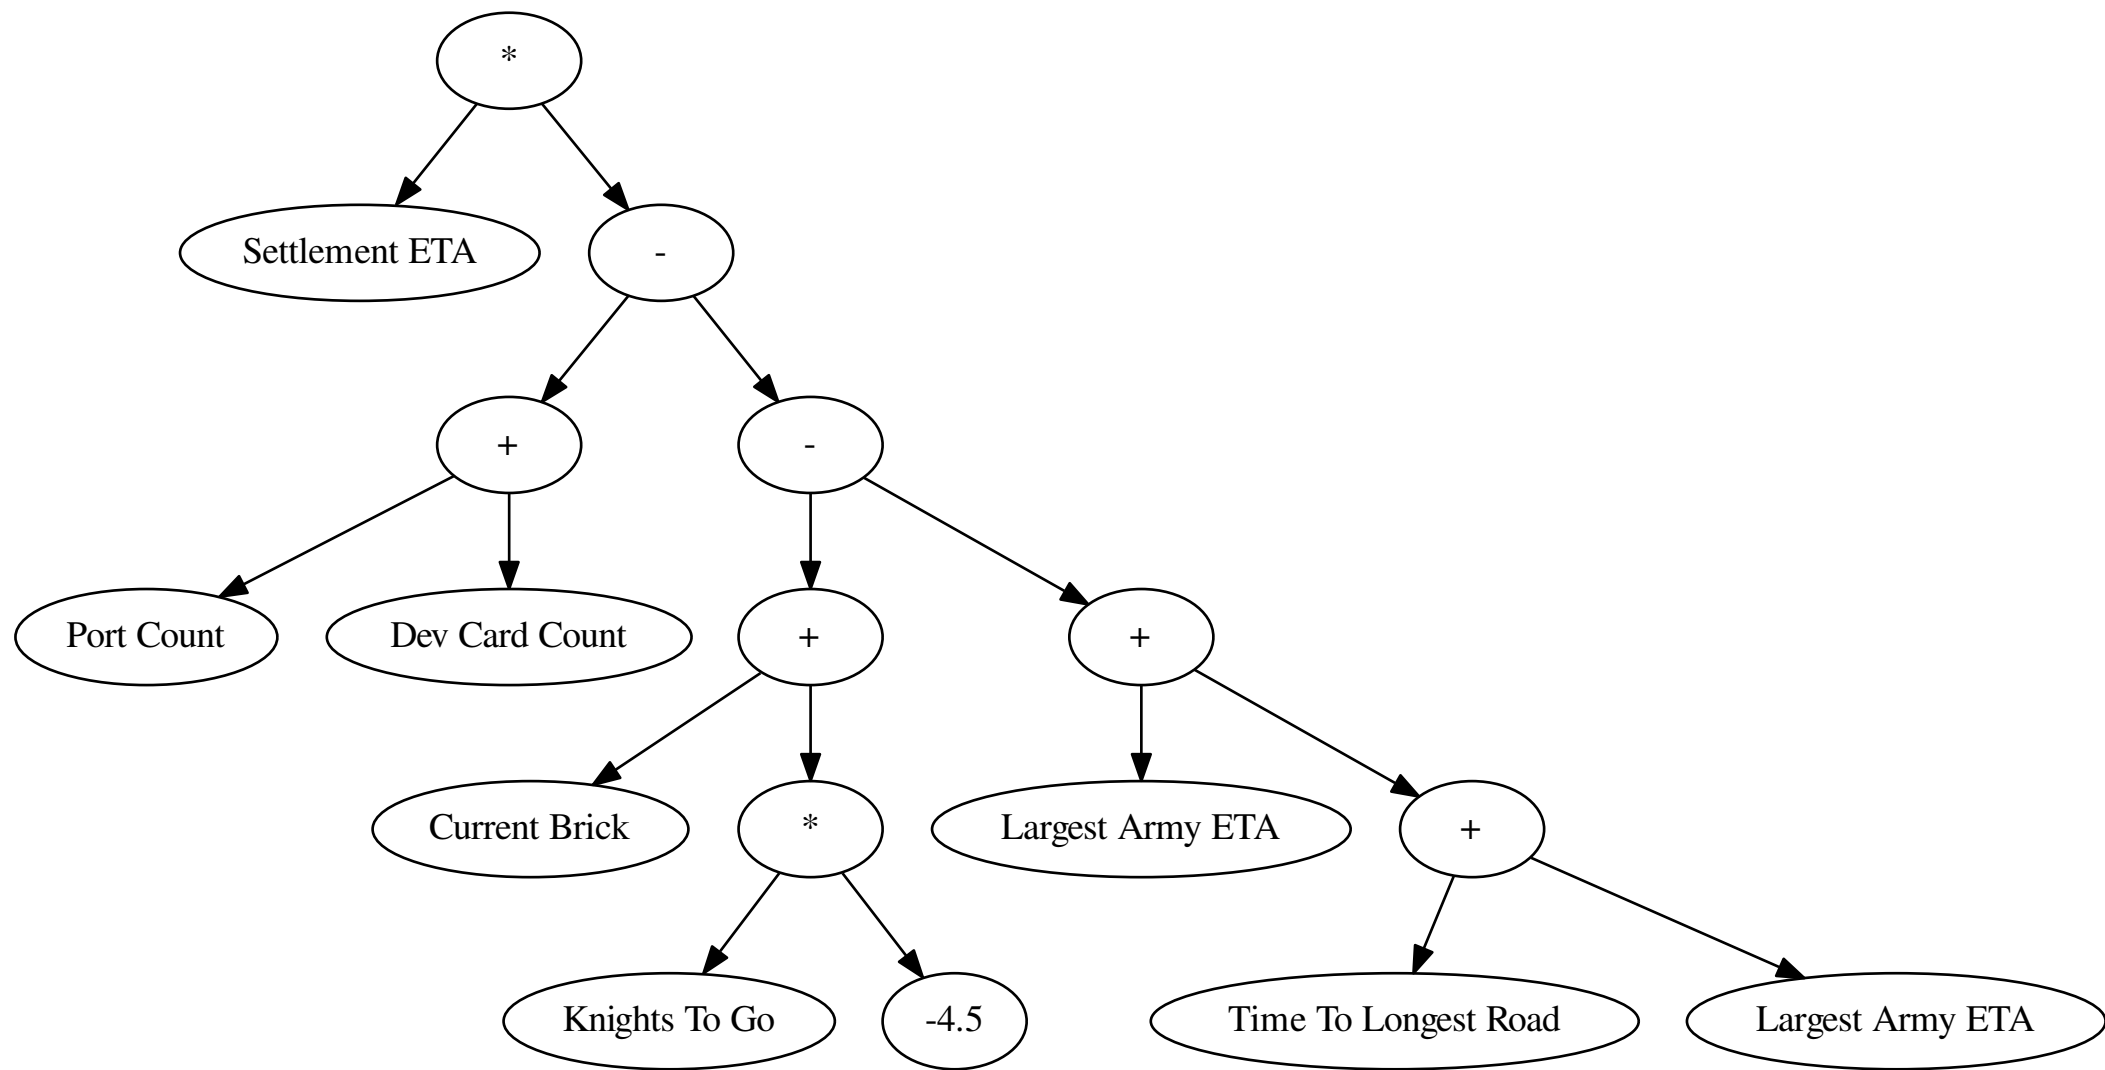 *
Settlement ETA
-
+
-
Port Count
Dev Card Count
+
+
Current Brick
*
Largest Army ETA
+
Knights To Go
-4.5
Time To Longest Road
Largest Army ETA